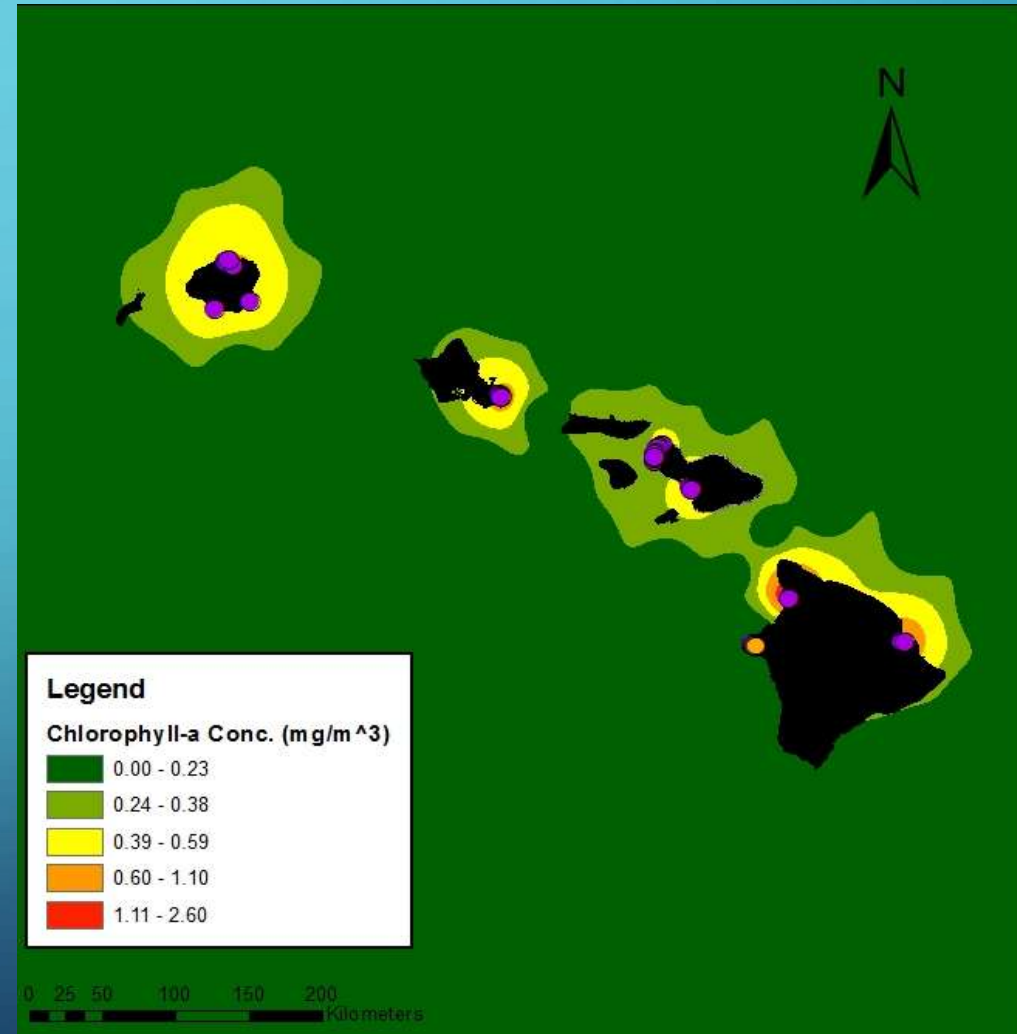 N
Legend
Chlorophyll-a Conc. (mg/m^3)
0.00 - 0.23
0.24 - 0.38
0.39 - 0.59
0.60 - 1.10
1.11 - 2.60
0 25 50 100 150 200
Kilometers